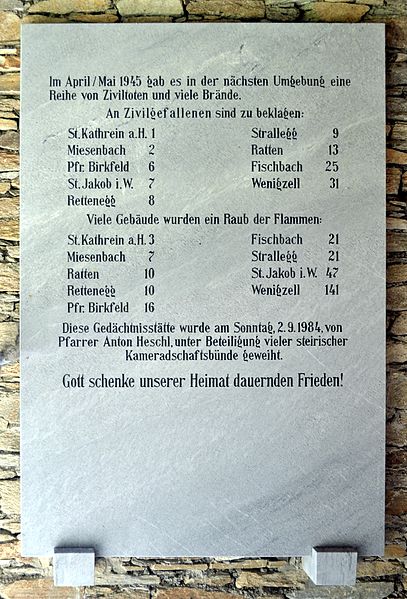 Im April/Mai 1945 gab es in der nächsten Umgebung eine
Reihe von Ziviltoten und viele Brände.
An Zivilgefallenen sind zu beklagen:
St.Kathrein a.H. 1 Strallegg 9
Miesenbach 2 Ratten 13
Pfr. Birkfeld 6 Fischbach 25
St.Jakob i.W. 7 Wenigzell 31
Rettenegg 8
Viele Gebäude wurden ein Raub der Flammen:
St.Kathrein a.H. 3 Fischbach 21
Miesenbach 7 Strallegg 21
Ratten 10 St.Jakob i.W. 47
Rettenegg 10 Wenigzell 141
Pfr. Birkfeld 16
Diese Gedächtnisstätte wurde am Sonntag, 2.9.1984, von
Pfarrer Anton Heschl, unter Beteiligung vieler steirischer
Kameradschaftsbünde geweiht.
Gott schenke unserer Heimat dauernden Frieden!